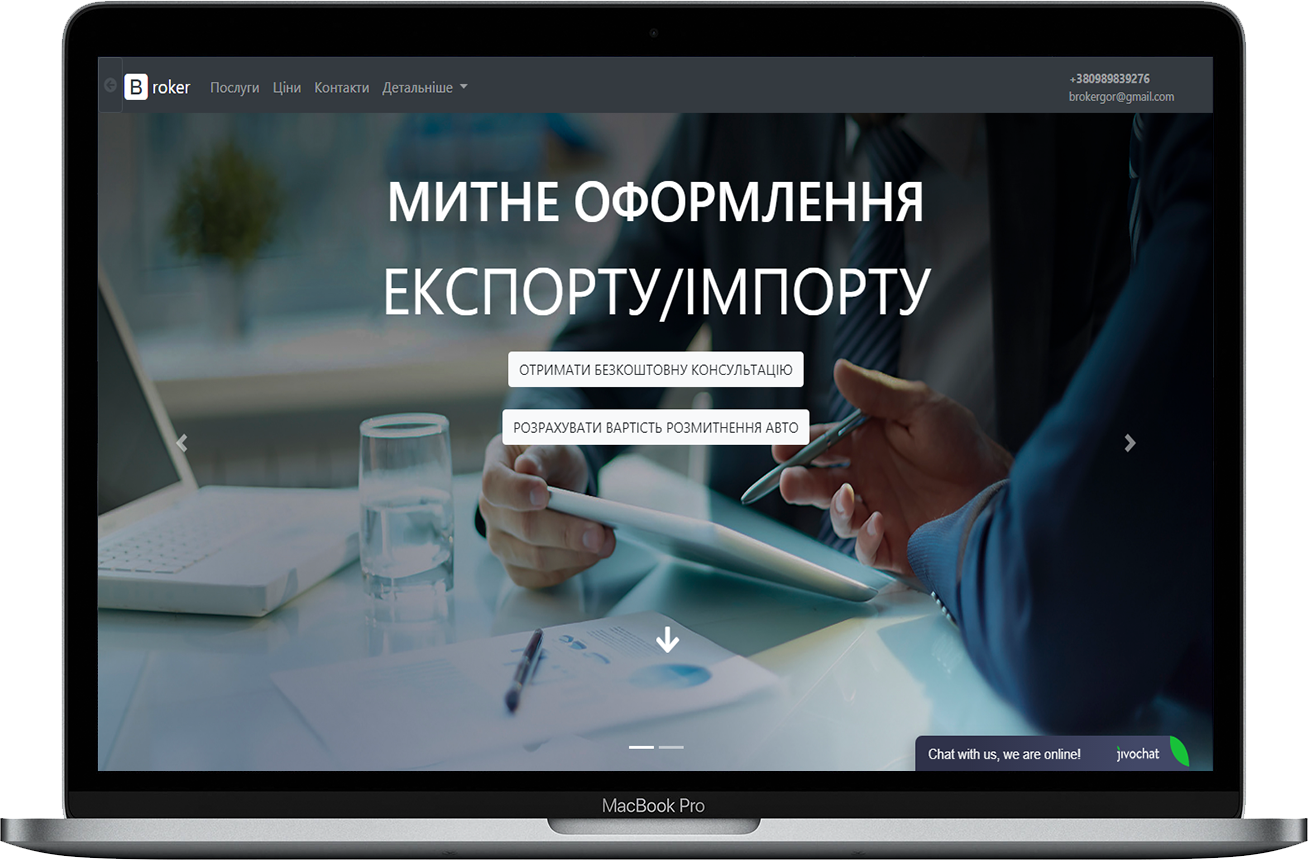 B roker Послуги Ціни Контакти Детальніше
+380989839276
brokergor@gmail.com
МИТНЕ ОФОРМЛЕННЯ
ЕКСПОРТУ/ІМПОРТУ
ОТРИМАТИ БЕЗКОШТОВНУ КОНСУЛЬТАЦІЮ
РОЗРАХУВАТИ ВАРТІСТЬ РОЗМИТНЕННЯ АВТО
Chat with us, we are online! jivochat
MacBook Pro